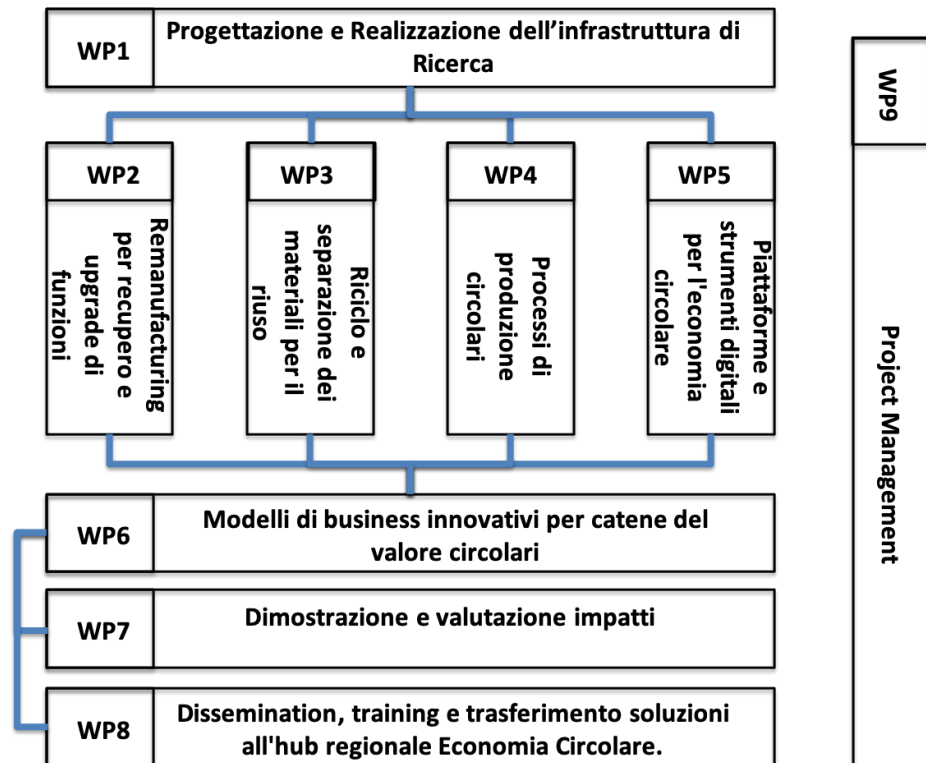 WP1
Progettazione e Realizzazione dell’infrastruttura di
Ricerca
WP2
Remanufacturing
per recupero e
upgrade di
funzioni
WP3
Riciclo e
separazione dei
materiali per il
riuso
WP4
Processi di
produzione
circolari
WP5
Piattaforme e
strumenti digitali
per l'economia
circolare
WP6
Modelli di business innovativi per catene del
valore circolari
WP7
Dimostrazione e valutazione impatti
WP8
Dissemination, training e trasferimento soluzioni
all'hub regionale Economia Circolare.
WP9
Project Management